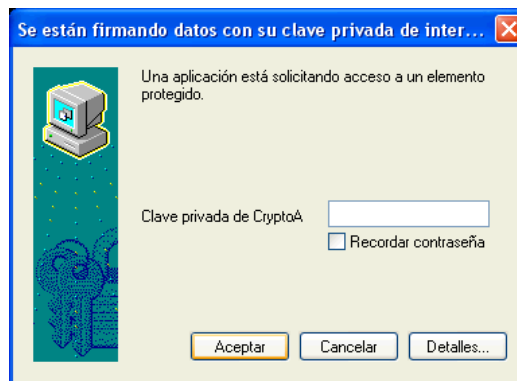 Se están firmando datos con su clave privada de inter...
Una aplicación está solicitando acceso a un elemento
protegido.
Clave privada de CryptoA
Recordar contraseña
Aceptar
Cancelar
Detalles...